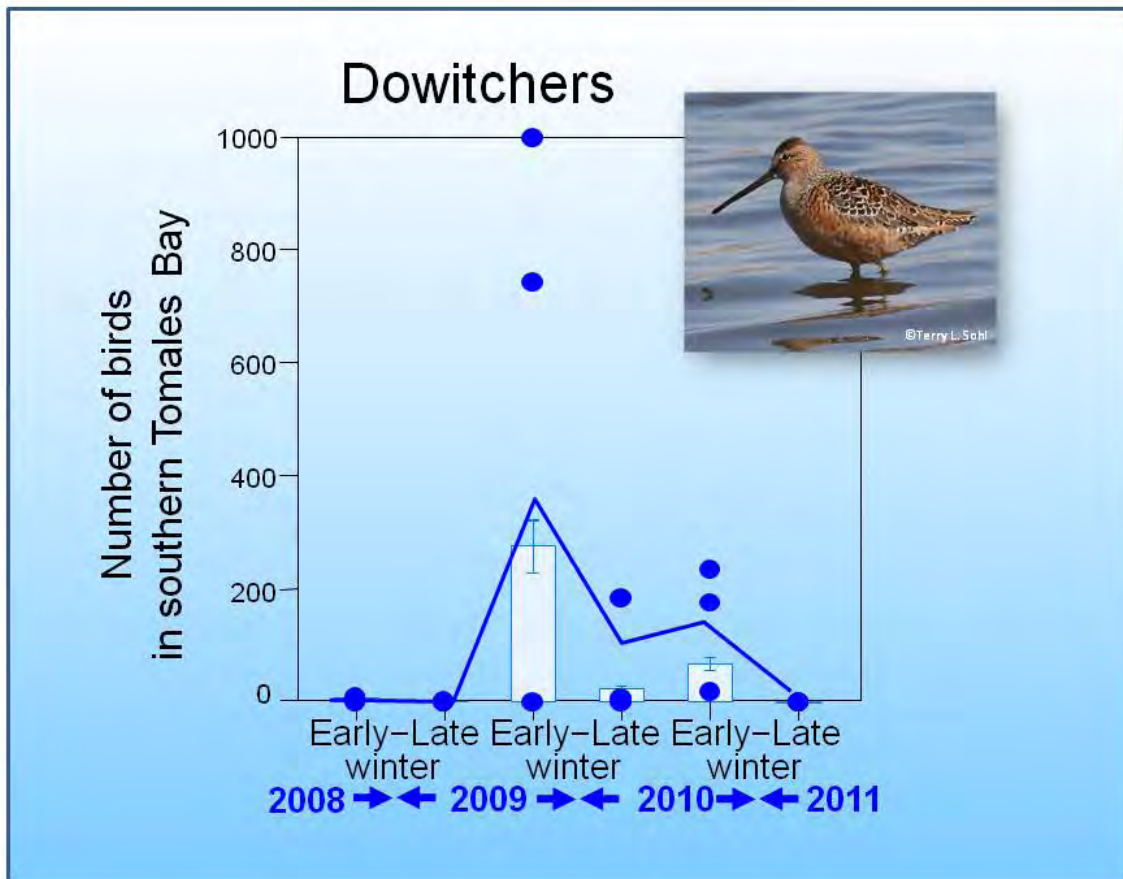 Dowitchers
Number of birds
in southern Tomales Bay
1000
800
600
400
200
0
©Terry L. Sohl
Early–Late Early–Late Early–Late
winter winter winter
2008 2009 2010 2011